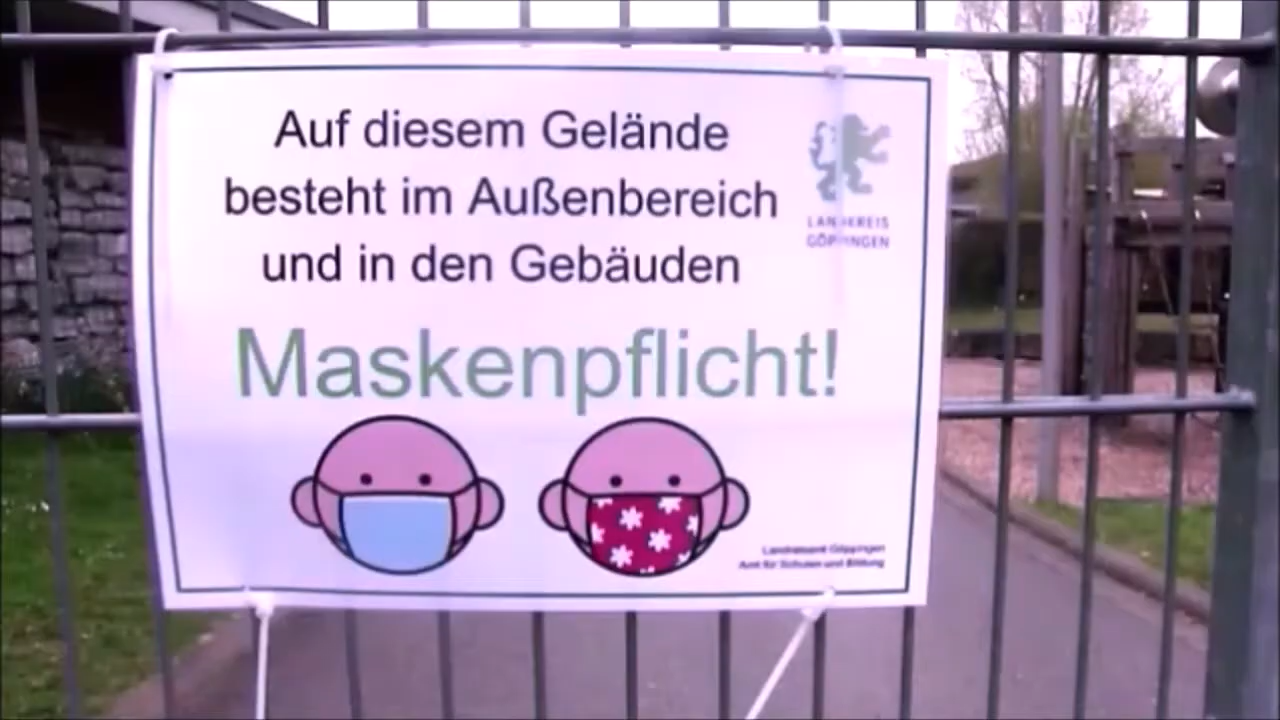 Auf diesem Gelände
besteht im Außenbereich
und in den Gebäuden
Maskenpflicht!
LANDKREIS
GÖPPINGEN
Landratsamt Göppingen
Amt für Schulen und Bildung